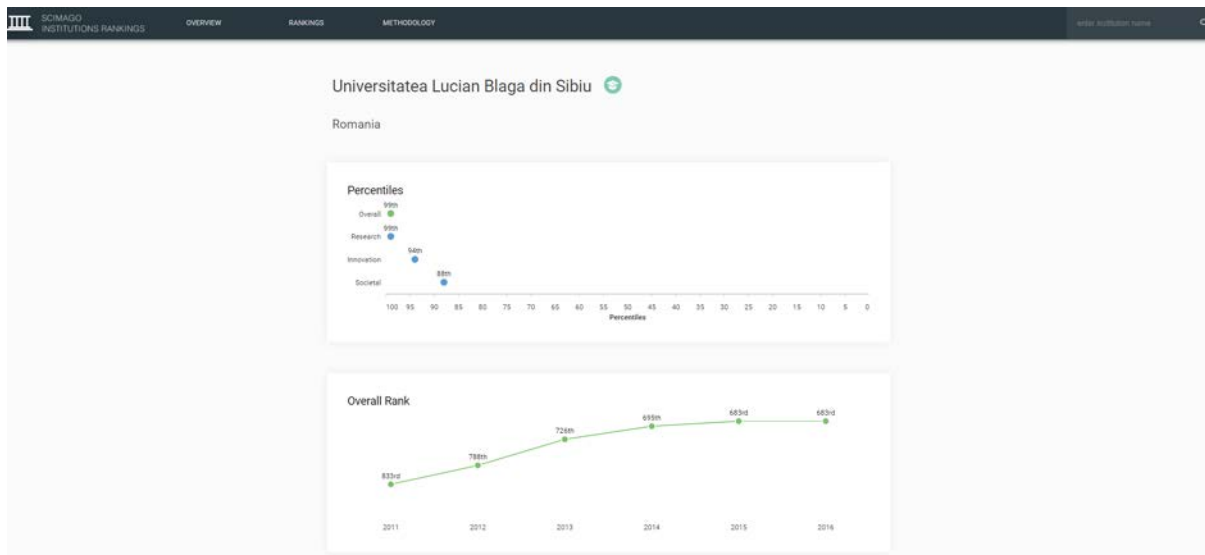 SCIMAGO
INSTITUTIONS RANKINGS
OVERVIEW
RANKINGS
METHODOLOGY
enter institution name
Universitatea Lucian Blaga din Sibiu
Romania
Percentiles
99th
Overall
99th
Research
94th
Innovation
88th
Societal
100 95 90 85 80 75 70 65 60 55 50 45 40 35 30 25 20 15 10 5 0
Percentiles
Overall Rank
833rd 788th 726th 695th 683rd 683rd
2011 2012 2013 2014 2015 2016